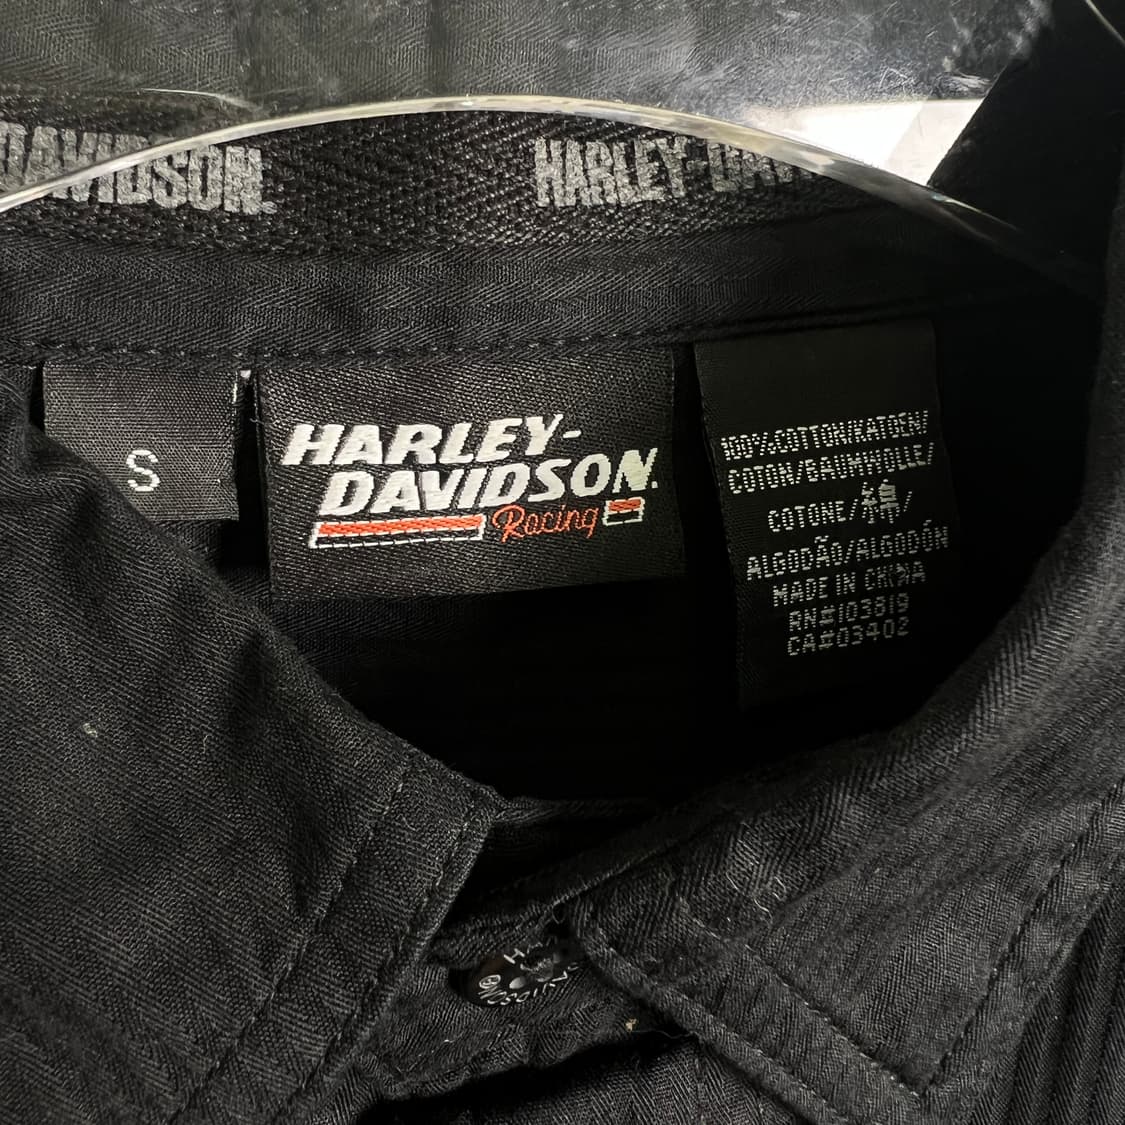 DAVIDSON.
HARLEY-DAV
S
HARLEY-
DAVIDSON.
Racing
100%COTTON/KATOEN/
COTON/BAUMWOLLE/
COTONE/綿/
ALGODÃO/ALGODÓN
MADE IN CHINA
RN#103819
CA#03402